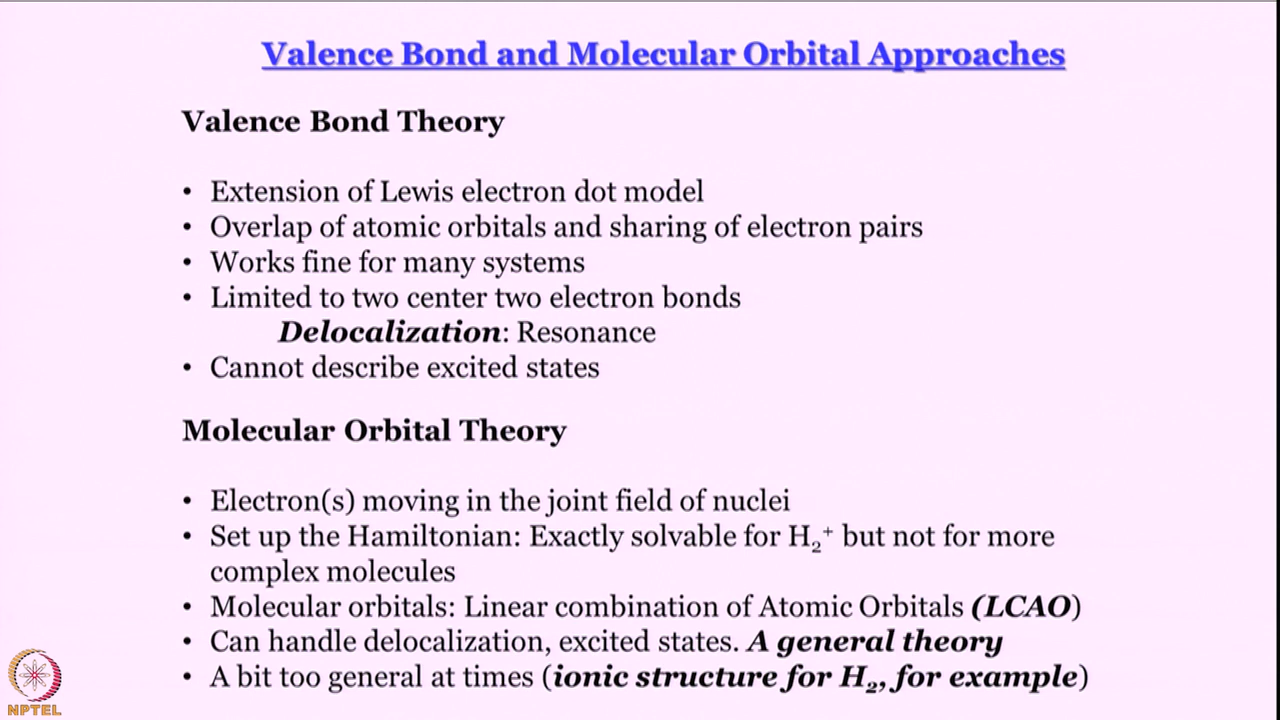 Valence Bond and Molecular Orbital Approaches
Valence Bond Theory
• Extension of Lewis electron dot model
• Overlap of atomic orbitals and sharing of electron pairs
• Works fine for many systems
• Limited to two center two electron bonds
Delocalization: Resonance
• Cannot describe excited states
Molecular Orbital Theory
• Electron(s) moving in the joint field of nuclei
• Set up the Hamiltonian: Exactly solvable for H₂⁺ but not for more
complex molecules
• Molecular orbitals: Linear combination of Atomic Orbitals (LCAO)
• Can handle delocalization, excited states. A general theory
• A bit too general at times (ionic structure for H₂, for example)
NPTEL